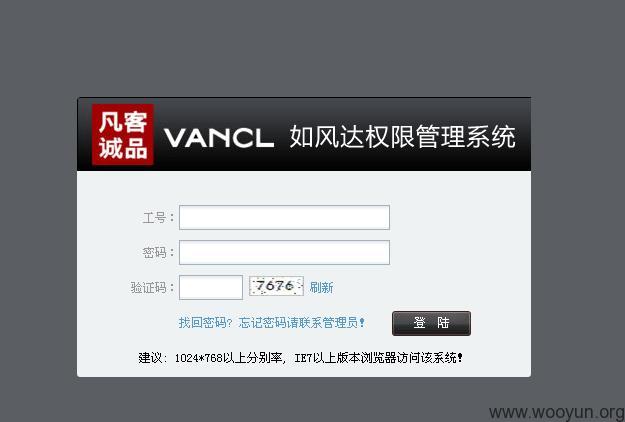 凡客
诚品
VANCL 如风达权限管理系统
工号：
密码：
验证码： 7676 刷新
找回密码? 忘记密码请联系管理员!
登 陆
建议: 1024*768以上分别率, IE7以上版本浏览器访问该系统!
www.wooyun.org